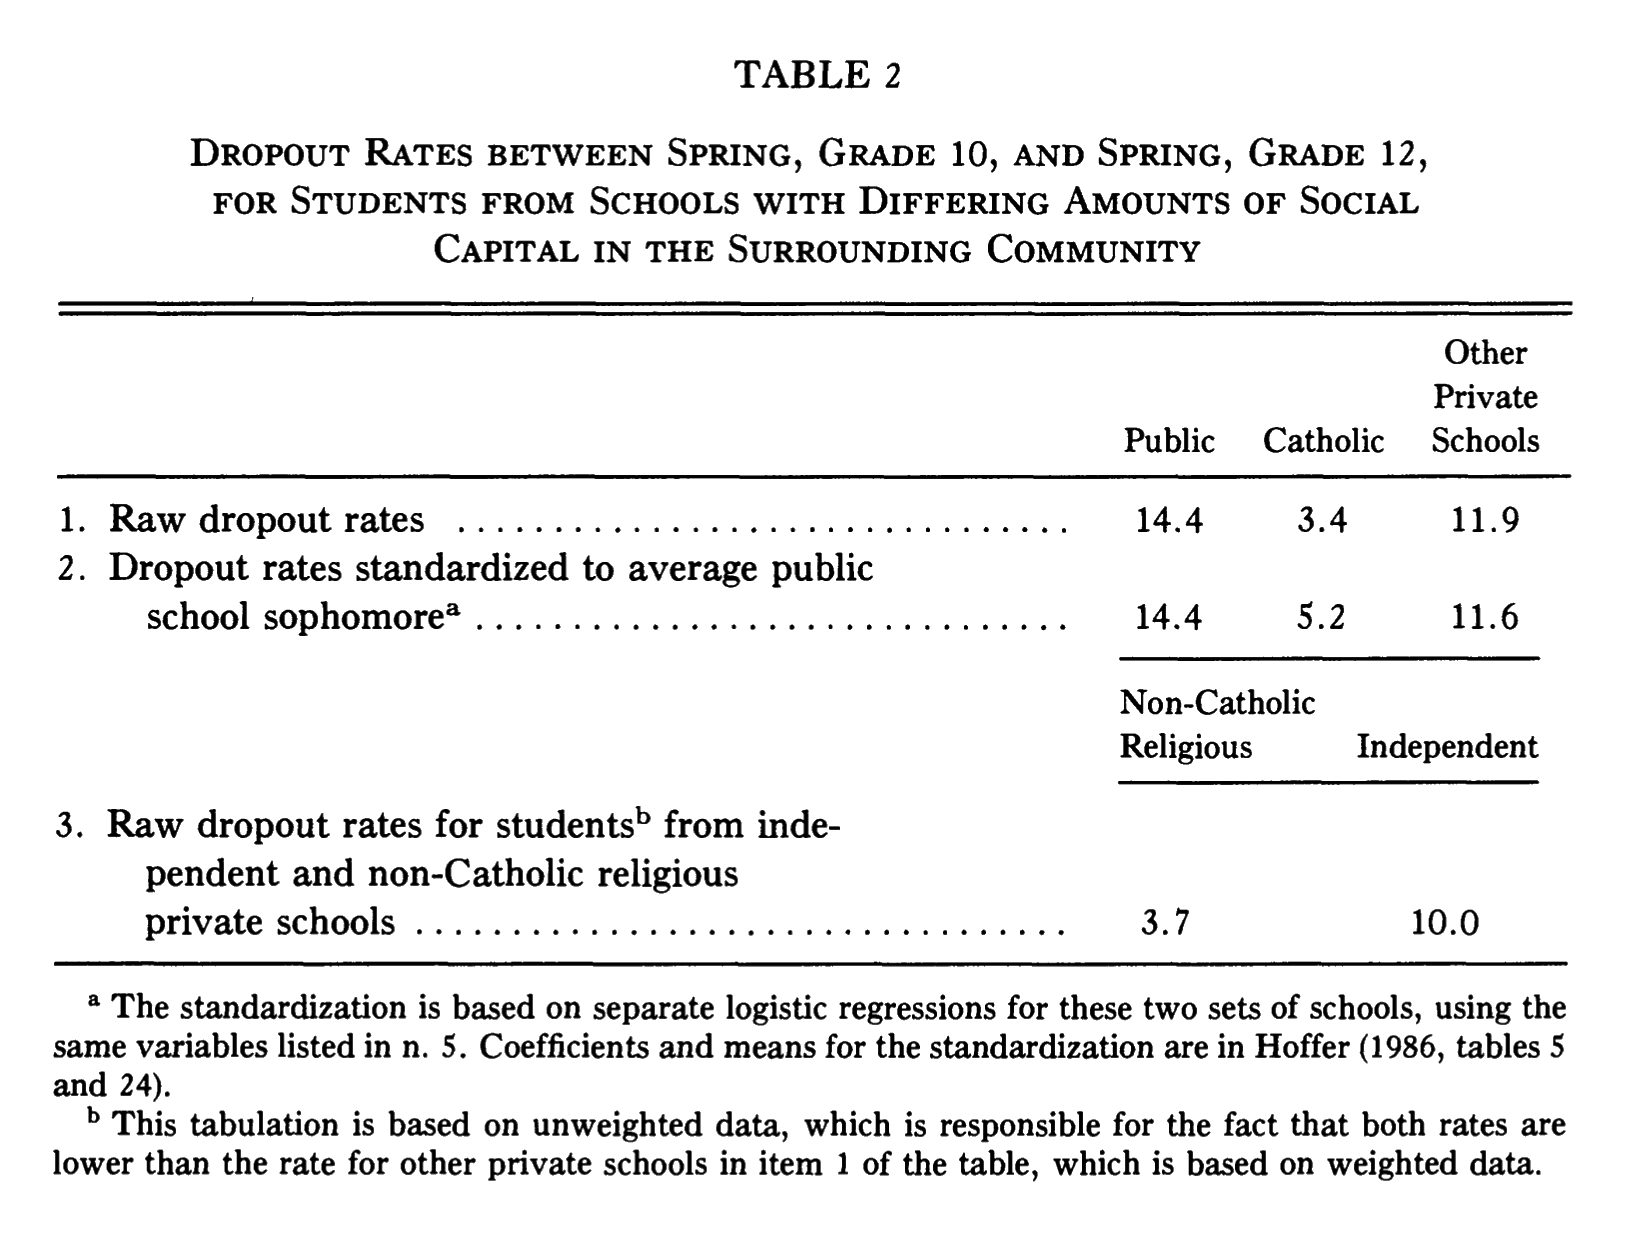 TABLE 2
DROPOUT RATES BETWEEN SPRING, GRADE 10, AND SPRING, GRADE 12,
FOR STUDENTS FROM SCHOOLS WITH DIFFERING AMOUNTS OF SOCIAL
CAPITAL IN THE SURROUNDING COMMUNITY
Other
Private
Public Catholic Schools
1. Raw dropout rates ................................ 14.4 3.4 11.9
2. Dropout rates standardized to average public
school sophomoreᵃ ............................... 14.4 5.2 11.6
Non-Catholic
Religious Independent
3. Raw dropout rates for studentsᵇ from inde-
pendent and non-Catholic religious
private schools .................................. 3.7 10.0
ᵃ The standardization is based on separate logistic regressions for these two sets of schools, using the
same variables listed in n. 5. Coefficients and means for the standardization are in Hoffer (1986, tables 5
and 24).
ᵇ This tabulation is based on unweighted data, which is responsible for the fact that both rates are
lower than the rate for other private schools in item 1 of the table, which is based on weighted data.